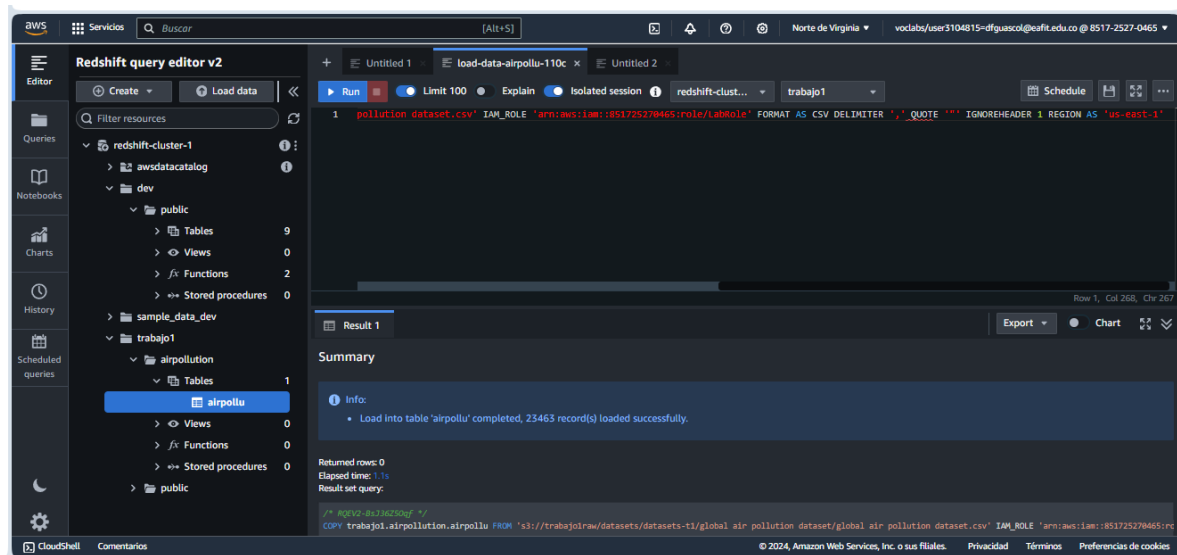 aws Servicios Buscar [Alt+S] Norte de Virginia voclabs/user3104815=dfguascol@eafit.edu.co @ 8517-2527-0465
Editor
Queries
Notebooks
Charts
History
Scheduled
queries
Redshift query editor v2
Create Load data
Filter resources
redshift-cluster-1
awsdatacatalog
dev
public
Tables 9
Views 0
fx Functions 2
Stored procedures 0
sample_data_dev
trabajo1
airpollution
Tables 1
airpollu
Views 0
fx Functions 0
Stored procedures 0
public
+ Untitled 1 × load-data-airpollu-110c × Untitled 2 ×
Run Limit 100 Explain Isolated session redshift-clust... trabajo1 Schedule
1 pollution dataset.csv' IAM_ROLE 'arn:aws:iam::851725270465:role/LabRole' FORMAT AS CSV DELIMITER ',' QUOTE '"' IGNOREHEADER 1 REGION AS 'us-east-1'
Row 1, Col 268, Chr 267
Result 1 Export Chart
Summary
Info:
• Load into table 'airpollu' completed, 23463 record(s) loaded successfully.
Returned rows: 0
Elapsed time: 1.1s
Result set query:
/* RQEV2-BsJ36Z5Oqf */
COPY trabajo1.airpollution.airpollu FROM 's3://trabajo1raw/datasets/datasets-t1/global air pollution dataset/global air pollution dataset.csv' IAM_ROLE 'arn:aws:iam::851725270465:ro
CloudShell Comentarios © 2024, Amazon Web Services, Inc. o sus filiales. Privacidad Términos Preferencias de cookies